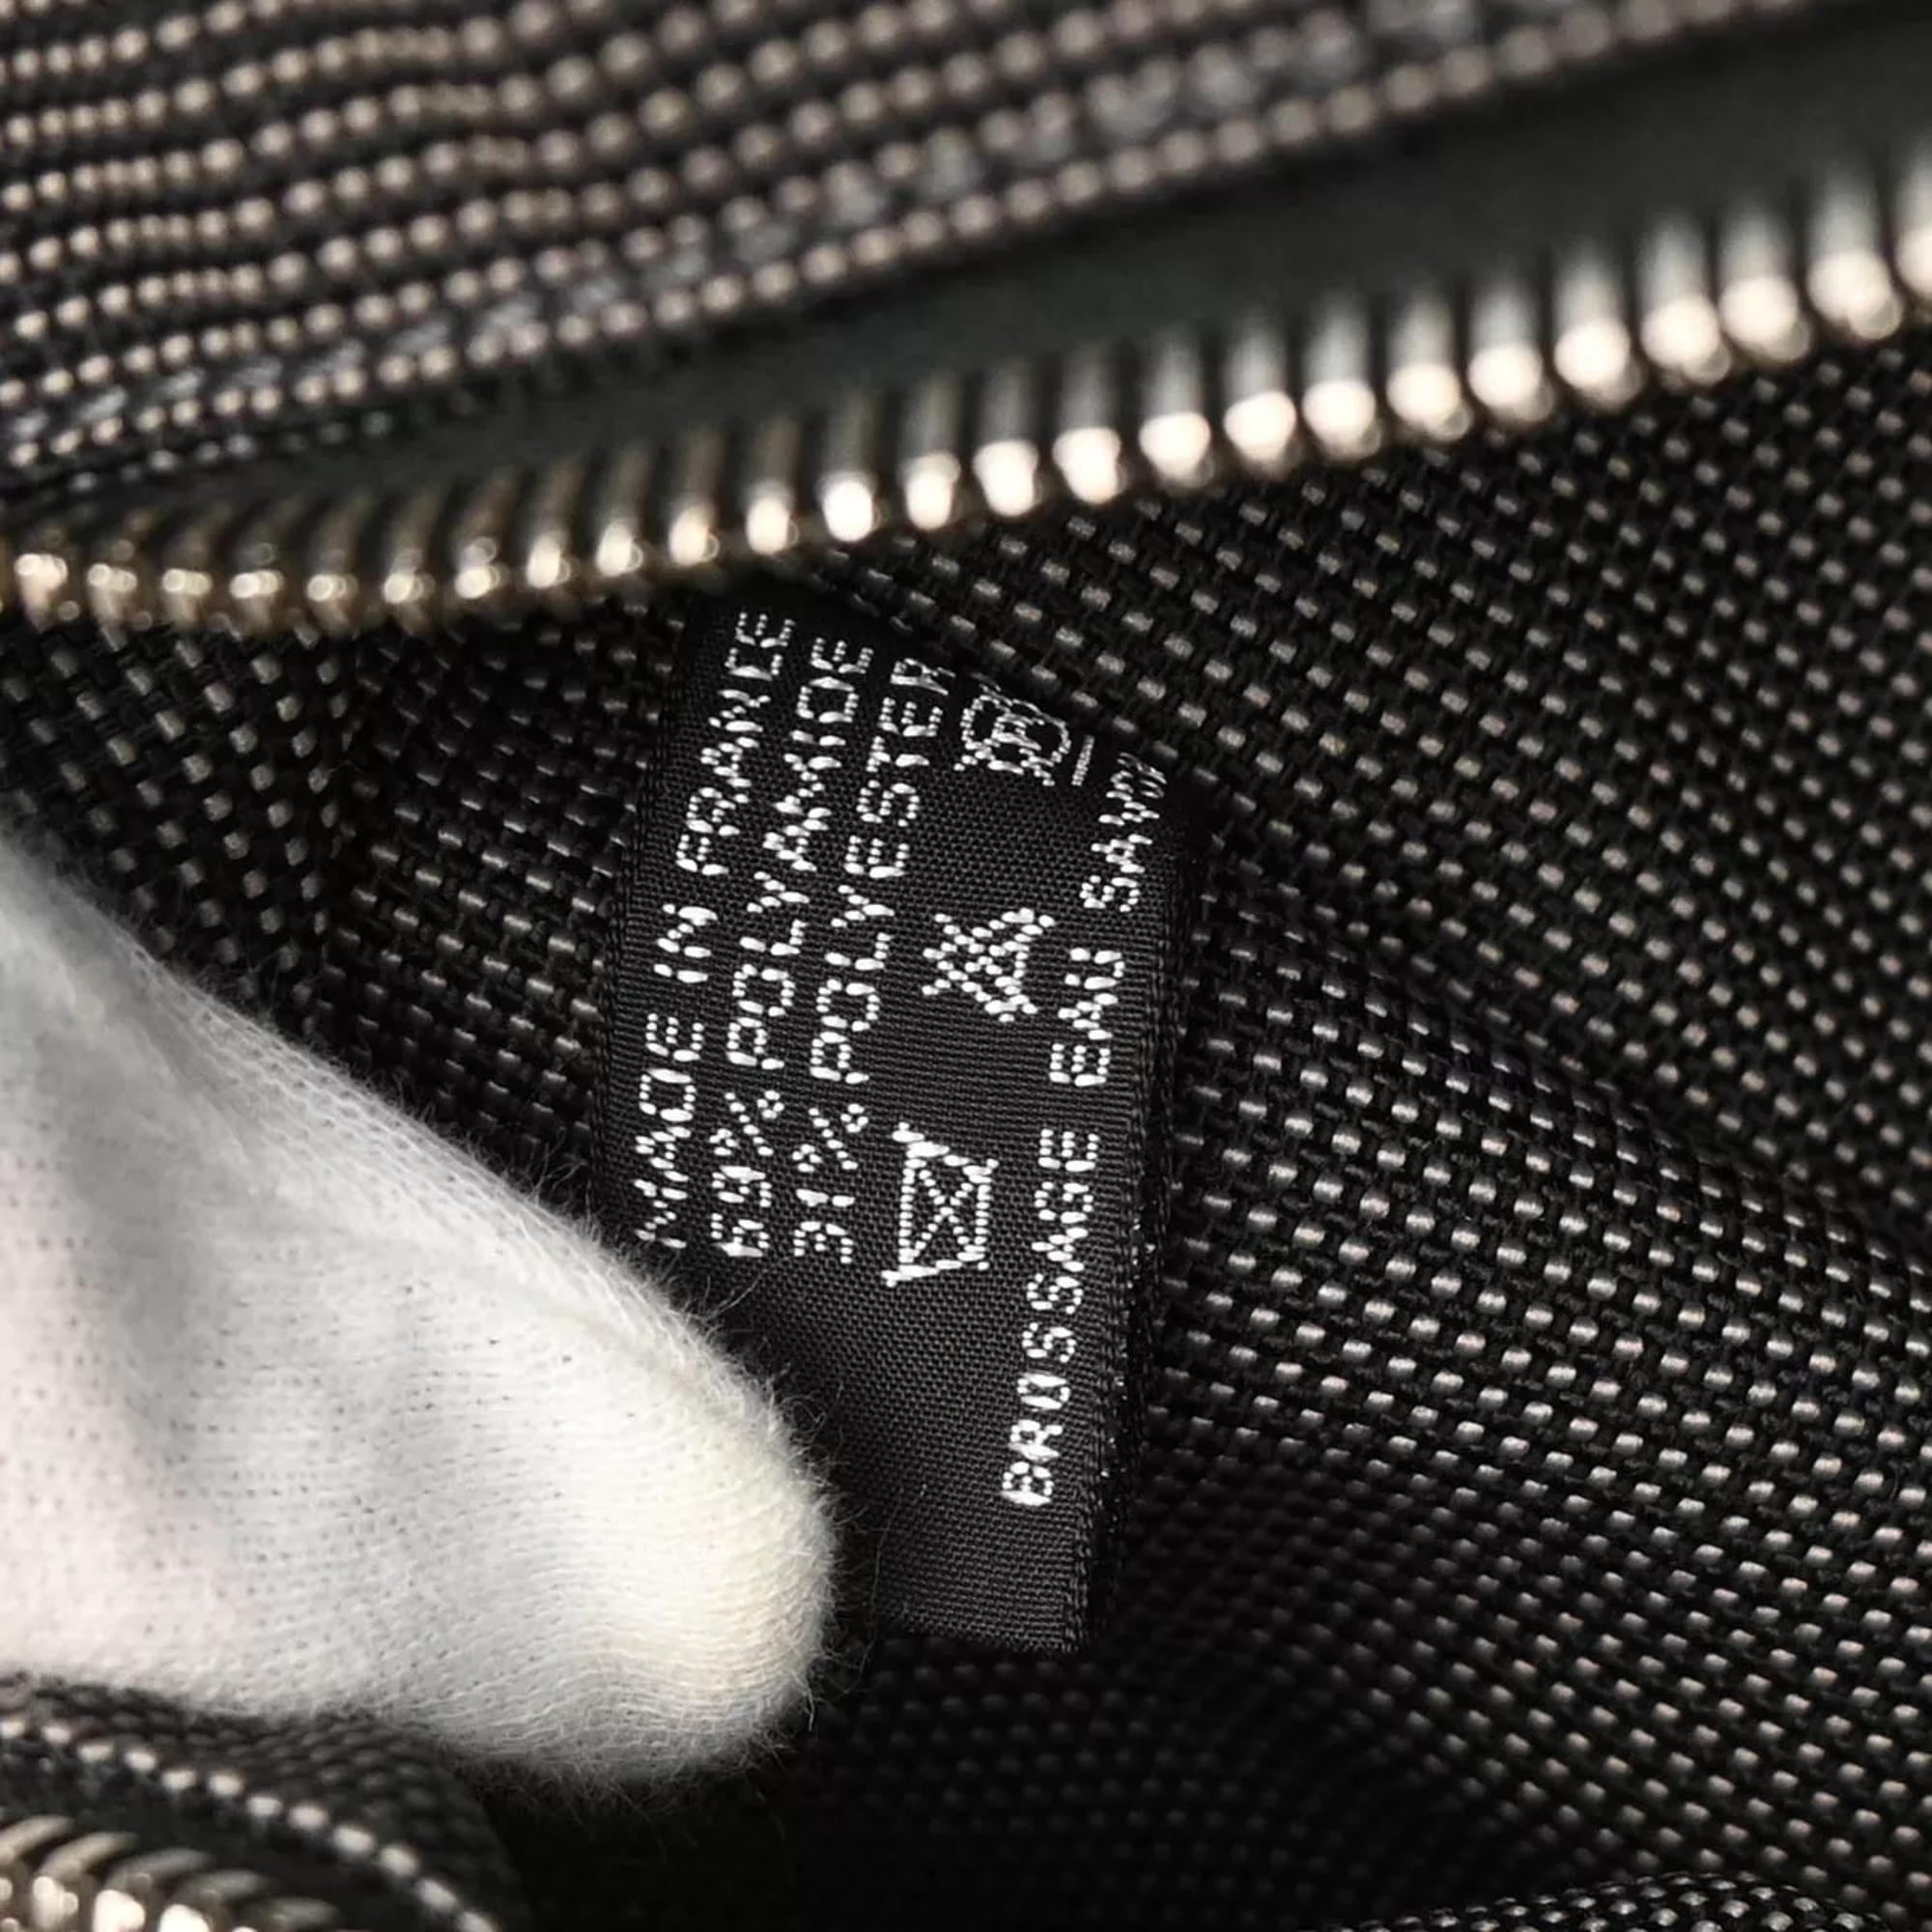 MADE IN FRANCE
69% POLYAMIDE
31% POLYESTER
BROSSAGE EAU SAVON